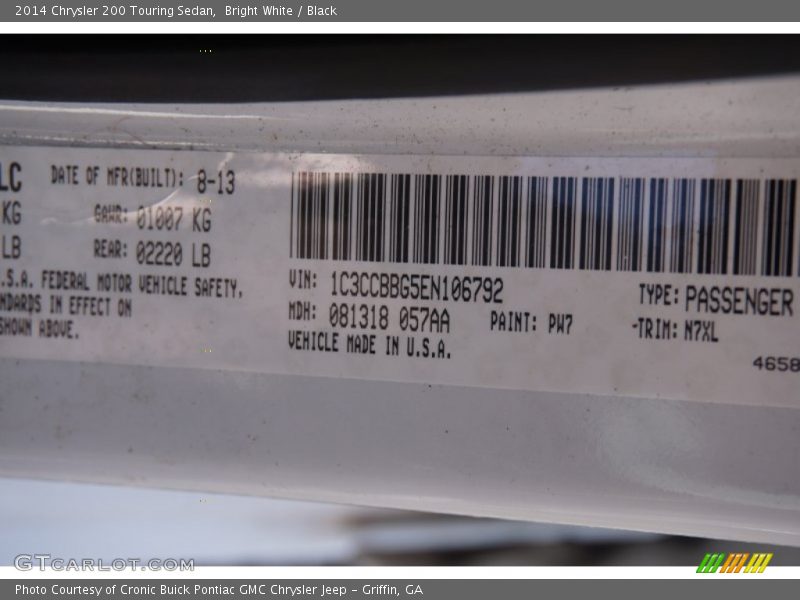 2014 Chrysler 200 Touring Sedan,  Bright White / Black
LC DATE OF MFR(BUILT): 8-13
KG GAWR: 01007 KG
LB REAR: 02220 LB
.S.A. FEDERAL MOTOR VEHICLE SAFETY,
NDARDS IN EFFECT ON
SHOWN ABOVE.
VIN: 1C3CCBBG5EN106792 TYPE: PASSENGER
MDH: 081318 057AA PAINT: PW7 -TRIM: N7XL
VEHICLE MADE IN U.S.A.
4658
GTCARLOT.COM
Photo Courtesy of Cronic Buick Pontiac GMC Chrysler Jeep - Griffin, GA